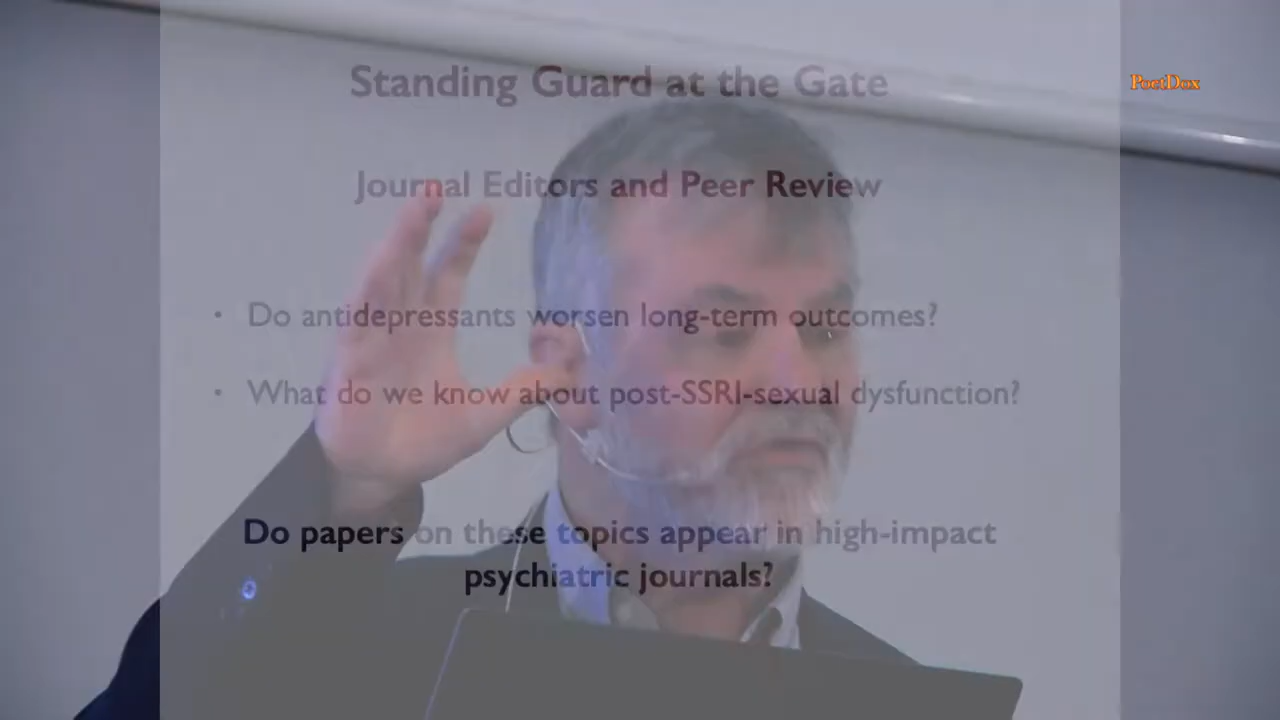 PoetDox
Standing Guard at the Gate
Journal Editors and Peer Review
• Do antidepressants worsen long-term outcomes?
• What do we know about post-SSRI-sexual dysfunction?
Do papers on these topics appear in high-impact
psychiatric journals?